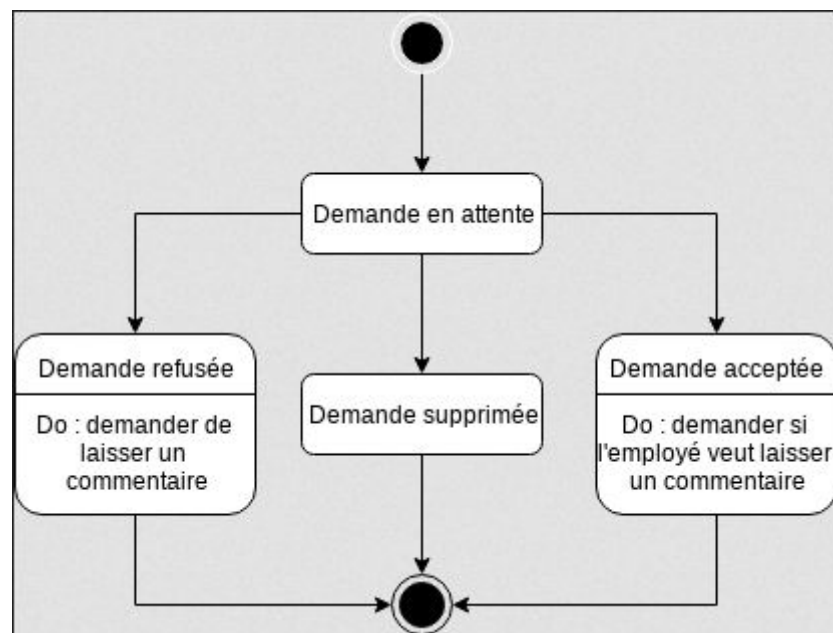 Demande en attente
Demande refusée
Do : demander de
laisser un
commentaire
Demande supprimée
Demande acceptée
Do : demander si
l'employé veut laisser
un commentaire